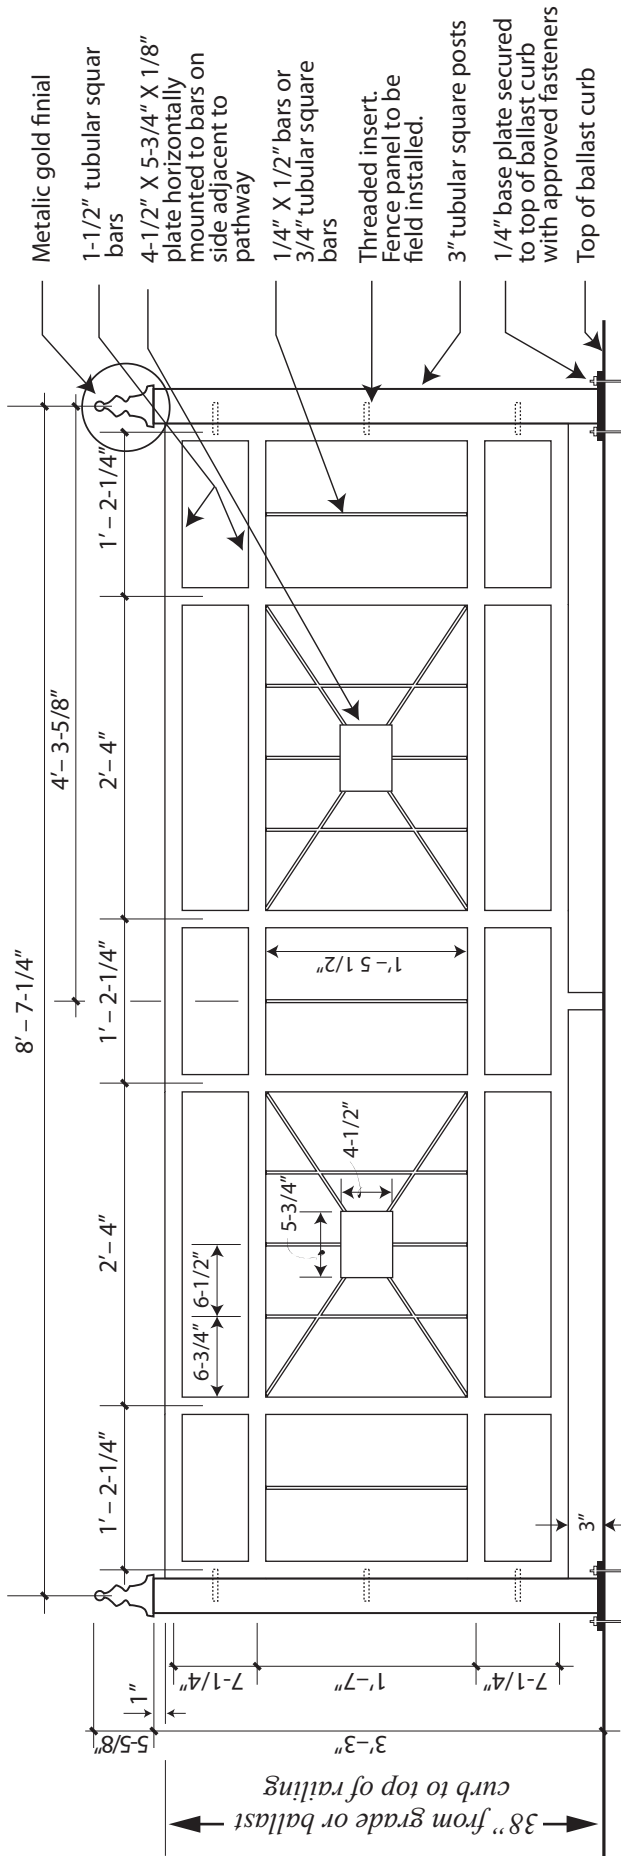 8' – 7-1/4"
4' – 3-5/8"
1' – 2-1/4"
2' – 4"
1' – 2-1/4"
2' – 4"
1' – 2-1/4"
6-3/4"
6-1/2"
5-3/4"
4-1/2"
1' – 5 1/2"
3"
5-5/8"
1"
7-1/4"
1' –7"
7-1/4"
3' –3"
38" from grade or ballast
curb to top of railing
Metalic gold finial
1-1/2" tubular squar
bars
4-1/2" X 5-3/4" X 1/8"
plate horizontally
mounted to bars on
side adjacent to
pathway
1/4" X 1/2" bars or
3/4" tubular square
bars
Threaded insert.
Fence panel to be
field installed.
3" tubular square posts
1/4" base plate secured
to top of ballast curb
with approved fasteners
Top of ballast curb